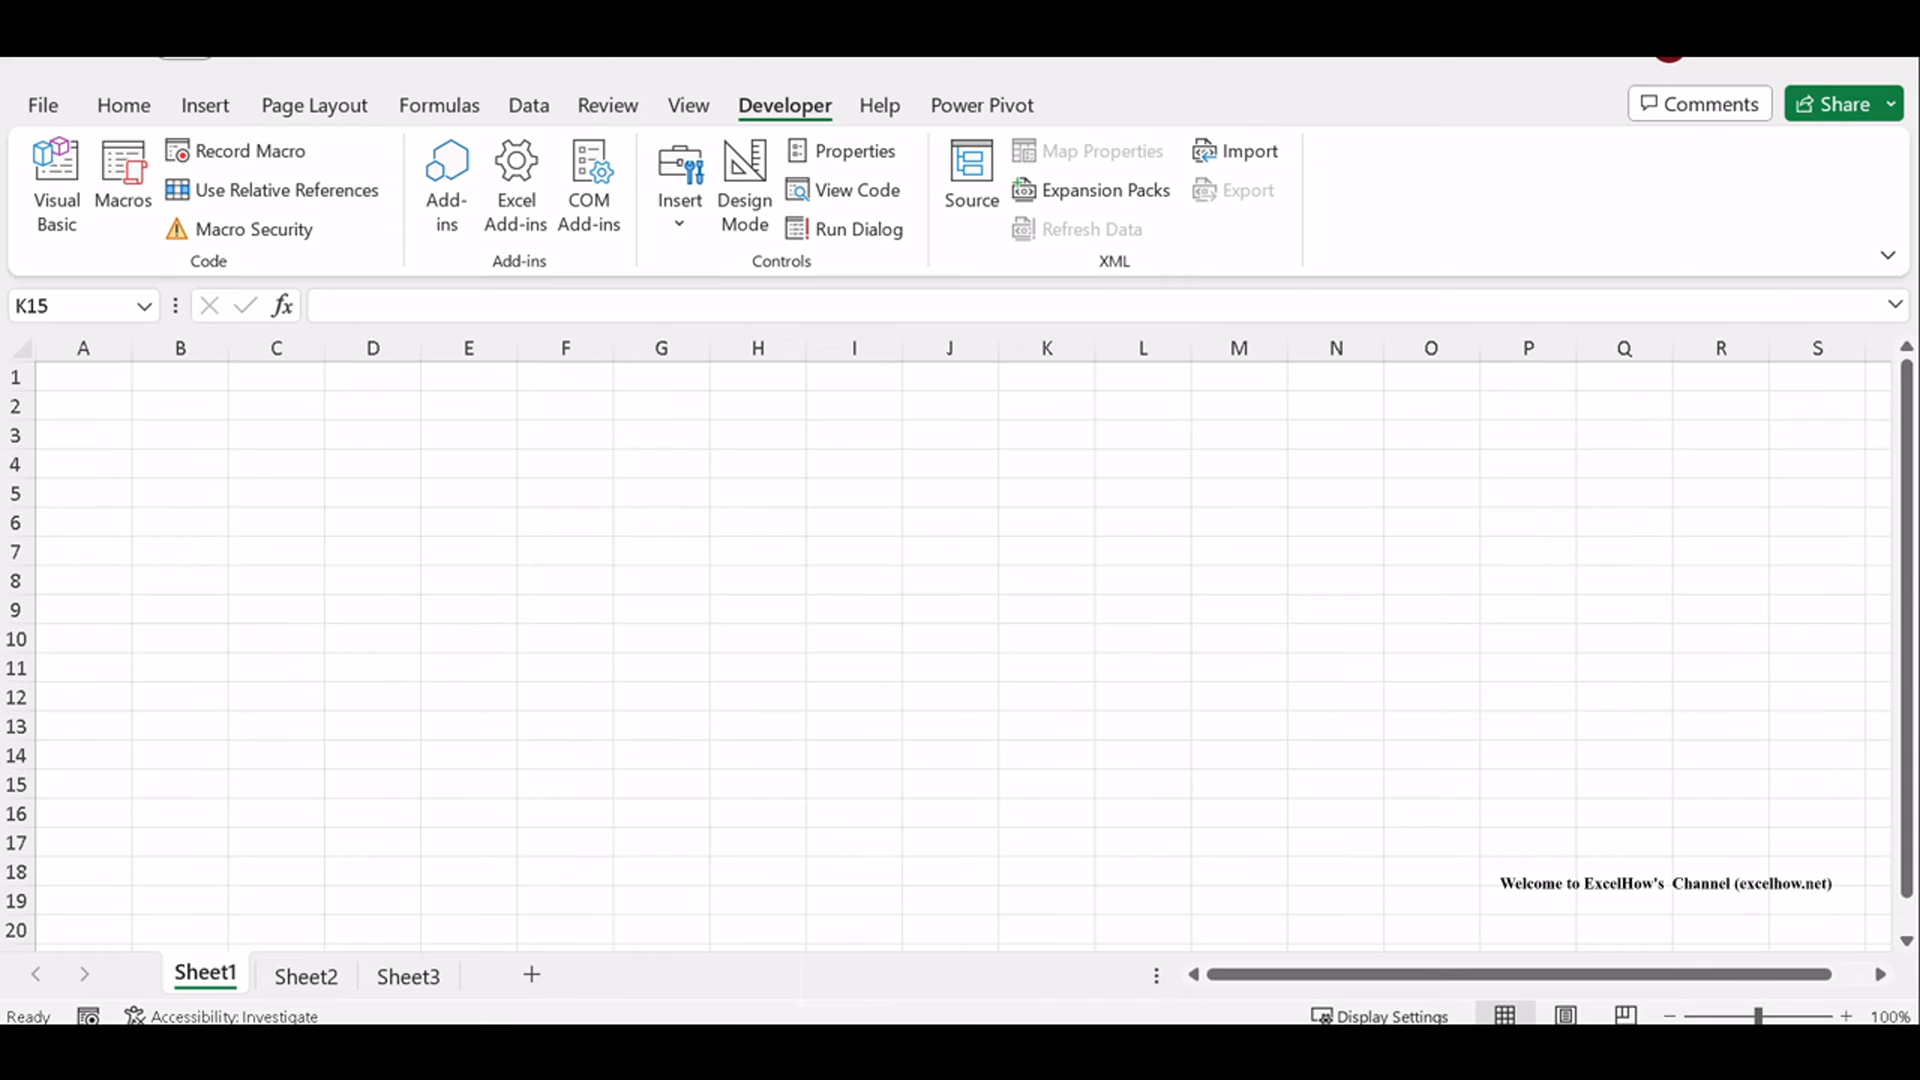 File Home Insert Page Layout Formulas Data Review View Developer Help Power Pivot Comments Share
Visual Basic
Macros
Record Macro
Use Relative References
Macro Security
Code
Add-ins
Excel Add-ins
COM Add-ins
Add-ins
Insert
Design Mode
Properties
View Code
Run Dialog
Controls
Source
Map Properties
Expansion Packs
Refresh Data
Import
Export
XML
K15
fx
A B C D E F G H I J K L M N O P Q R S
1
2
3
4
5
6
7
8
9
10
11
12
13
14
15
16
17
18
Welcome to ExcelHow's Channel (excelhow.net)
19
20
Sheet1 Sheet2 Sheet3
Ready Accessibility: Investigate Display Settings 100%